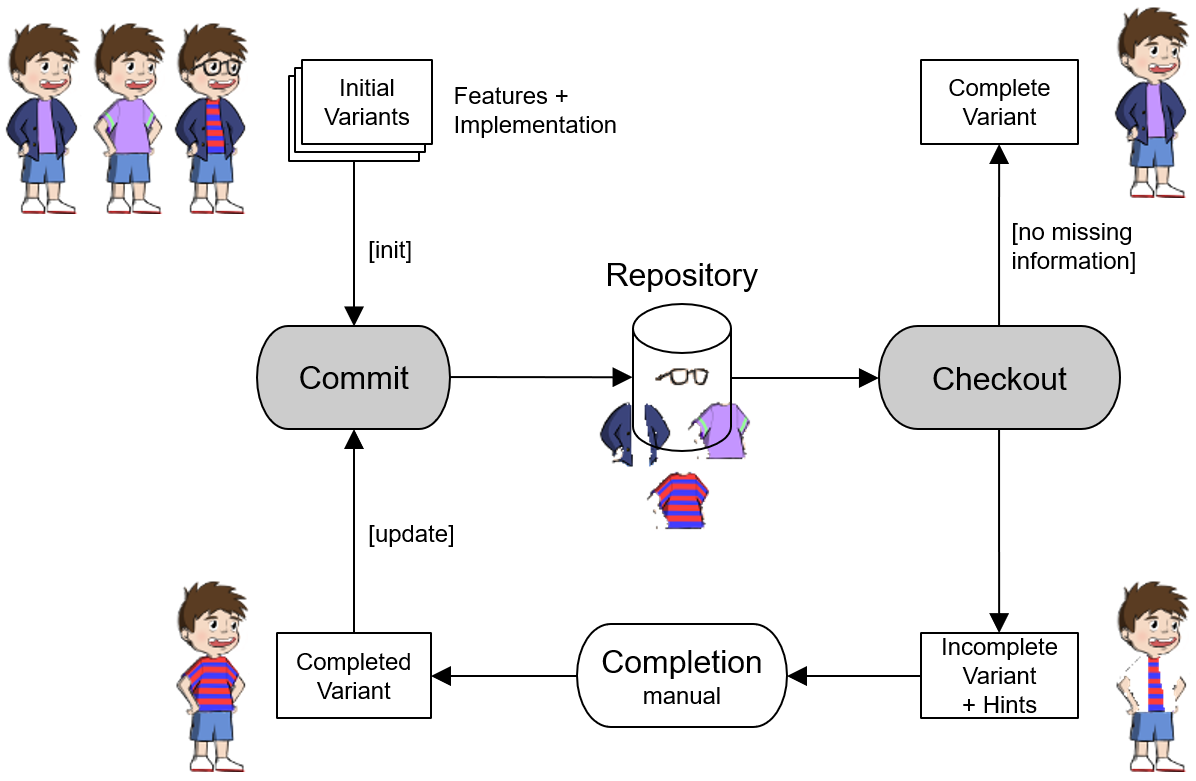 Initial
Variants
Features +
Implementation
Complete
Variant
[init]
[no missing
information]
Repository
Commit
Checkout
[update]
Completed
Variant
Completion
manual
Incomplete
Variant
+ Hints